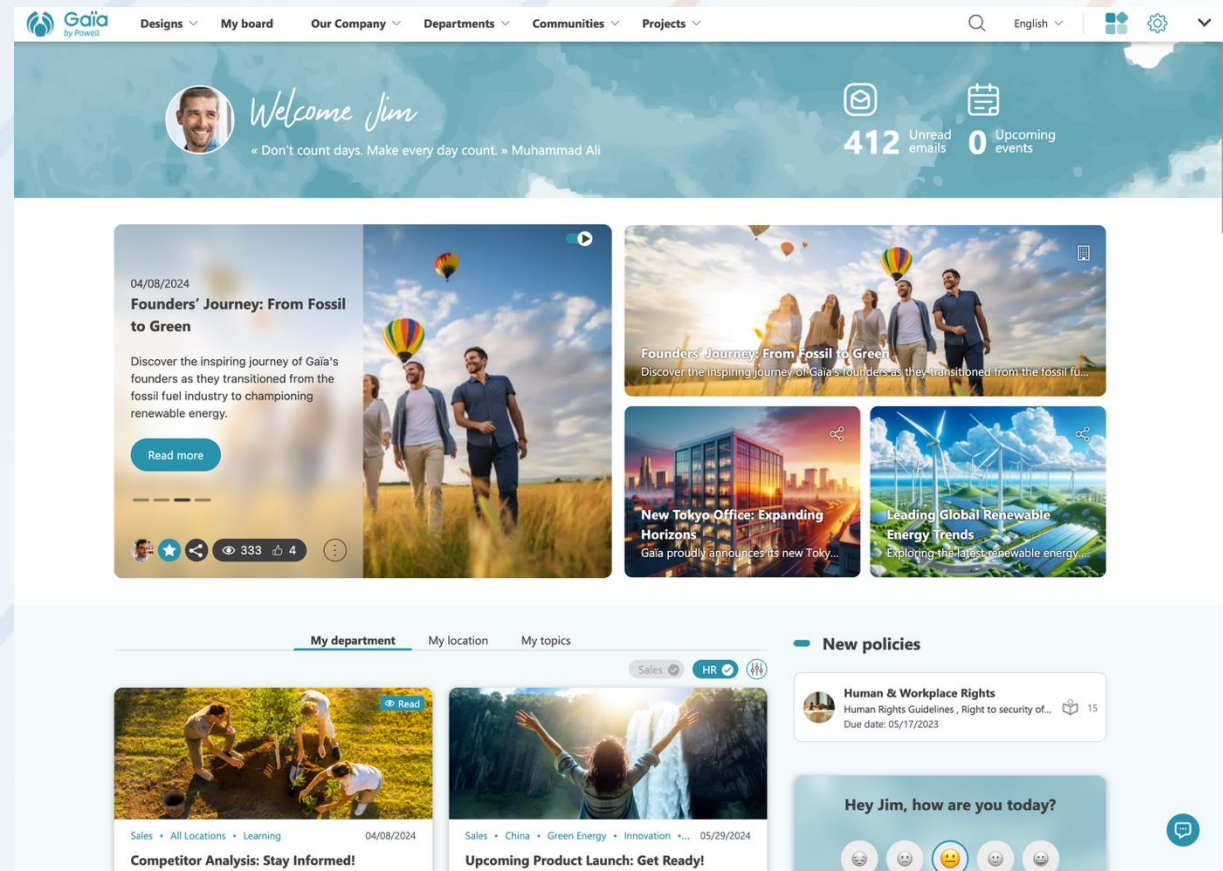 Gaïa
by Powell
Designs
My board
Our Company
Departments
Communities
Projects
English
Welcome Jim
« Don't count days. Make every day count. » Muhammad Ali
412 Unread emails
0 Upcoming events
04/08/2024
Founders' Journey: From Fossil
to Green
Discover the inspiring journey of Gaïa's
founders as they transitioned from the
fossil fuel industry to championing
renewable energy.
Read more
333 4
Founders' Journey: From Fossil to Green
Discover the inspiring journey of Gaïa's founders as they transitioned from the fossil fu...
New Tokyo Office: Expanding
Horizons
Gaïa proudly announces its new Toky...
Leading Global Renewable
Energy Trends
Exploring the latest renewable energy...
My department
My location
My topics
Sales
HR
Read
Sales • All Locations • Learning 04/08/2024
Competitor Analysis: Stay Informed!
Sales • China • Green Energy • Innovation •... 05/29/2024
Upcoming Product Launch: Get Ready!
New policies
Human & Workplace Rights
Human Rights Guidelines , Right to security of...
15
Due date: 05/17/2023
Hey Jim, how are you today?